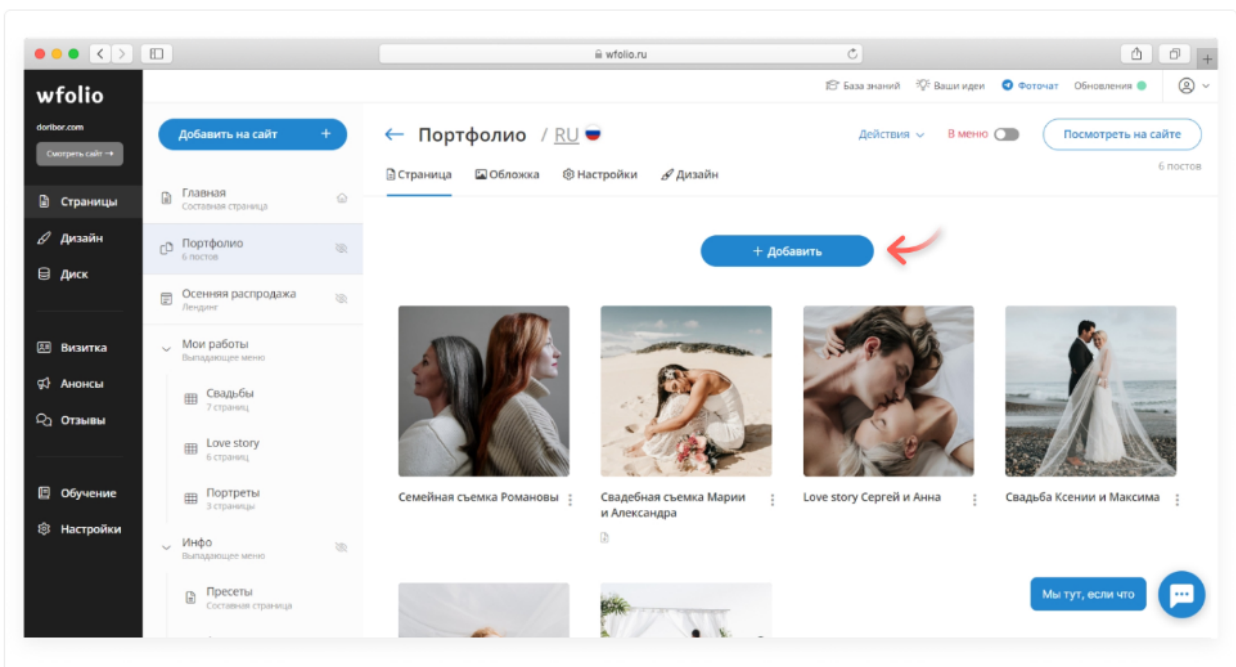 wfolio.ru
wfolio
doribor.com
Смотреть сайт →
Страницы
Дизайн
Диск
Визитка
Анонсы
Отзывы
Обучение
Настройки
Добавить на сайт +
Главная
Составная страница
Портфолио
6 постов
Осенняя распродажа
Лендинг
Мои работы
Выпадающее меню
Свадьбы
7 страниц
Love story
6 страниц
Портреты
3 страницы
Инфо
Выпадающее меню
Пресеты
Составная страница
База знаний Ваши идеи Фоточат Обновления
← Портфолио / RU
Действия В меню Посмотреть на сайте
6 постов
Страница Обложка Настройки Дизайн
+ Добавить
Семейная съемка Романовы
Свадебная съемка Марии
и Александра
Love story Сергей и Анна
Свадьба Ксении и Максима
Мы тут, если что